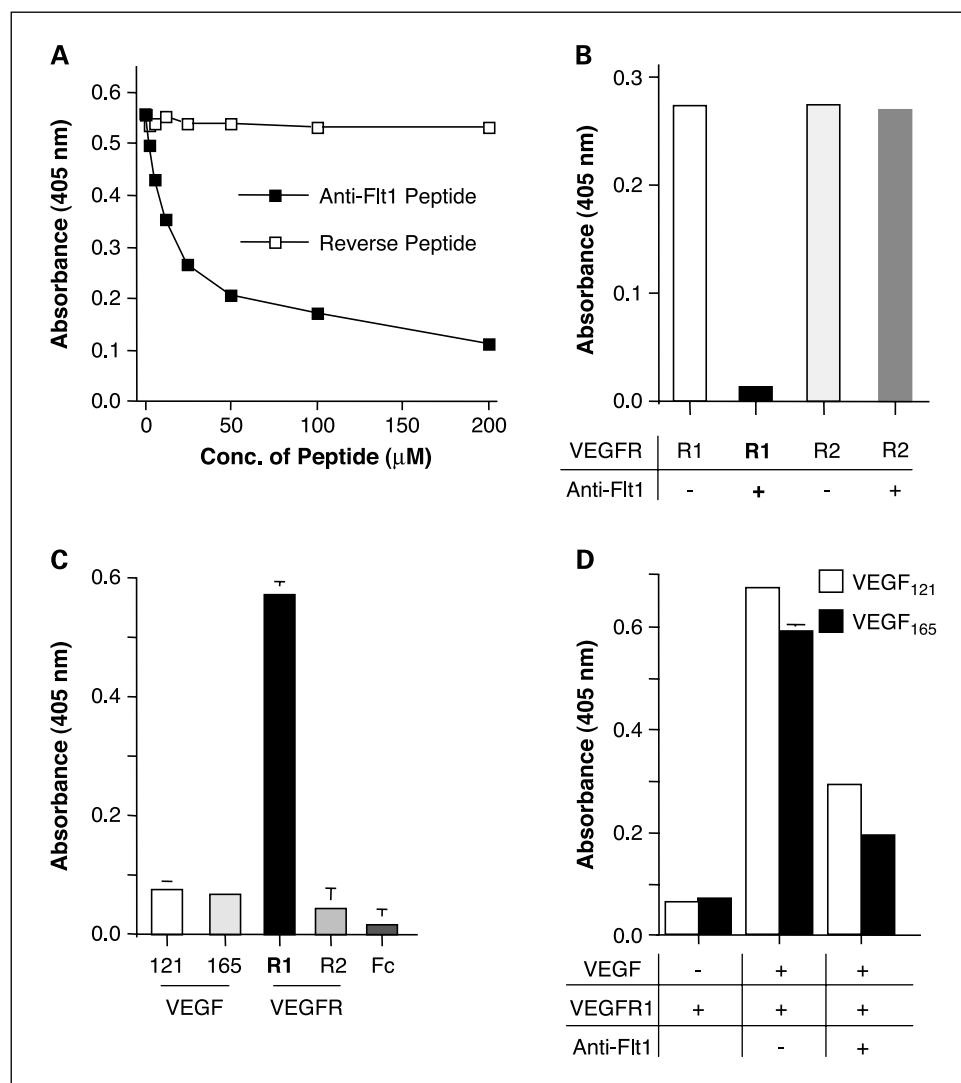 A
Absorbance (405 nm)
0.6
0.5
0.4
0.3
0.2
0.1
0.0
Anti-Flt1 Peptide
Reverse Peptide
0 50 100 150 200
Conc. of Peptide (μM)
B
Absorbance (405 nm)
0.3
0.2
0.1
0.0
VEGFR R1 R1 R2 R2
Anti-Flt1 - + - +
C
Absorbance (405 nm)
0.6
0.4
0.2
0.0
121 165 R1 R2 Fc
VEGF VEGFR
D
Absorbance (405 nm)
VEGF121
VEGF165
0.6
0.4
0.2
0.0
VEGF - + +
VEGFR1 + + +
Anti-Flt1 - +